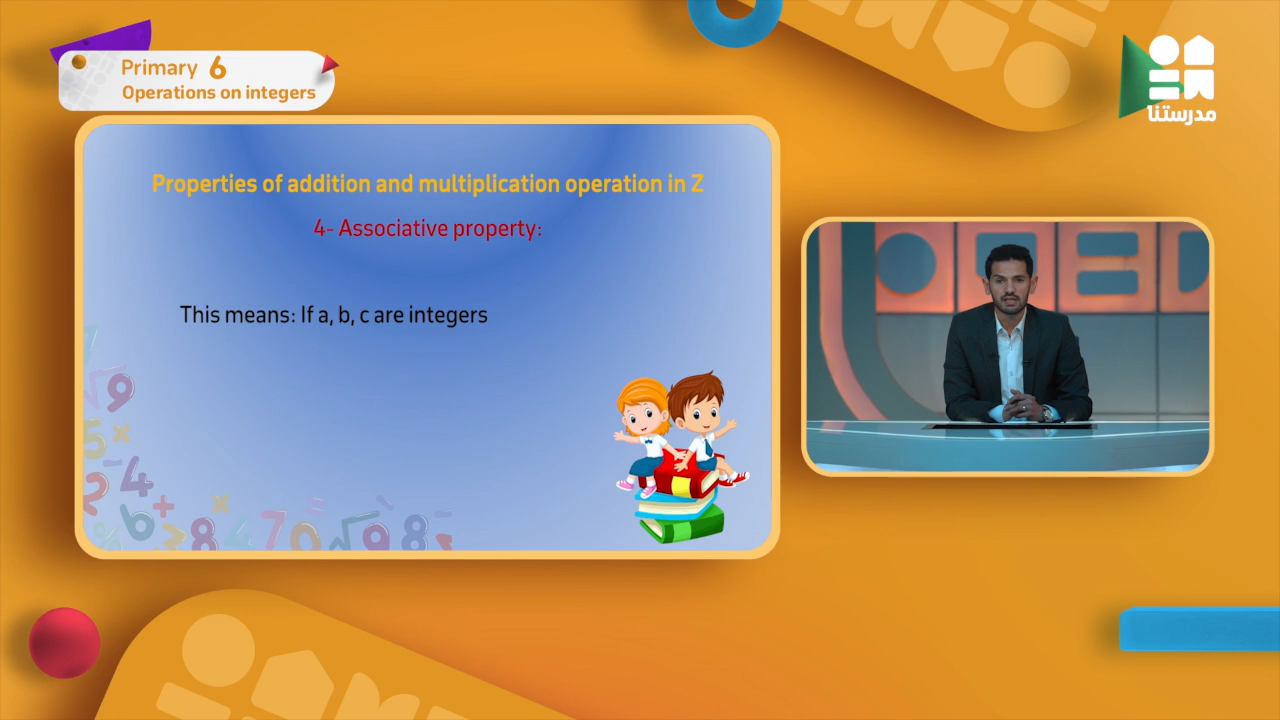 Primary 6
Operations on integers
مدرستنا
Properties of addition and multiplication operation in Z
4- Associative property:
This means: If a, b, c are integers